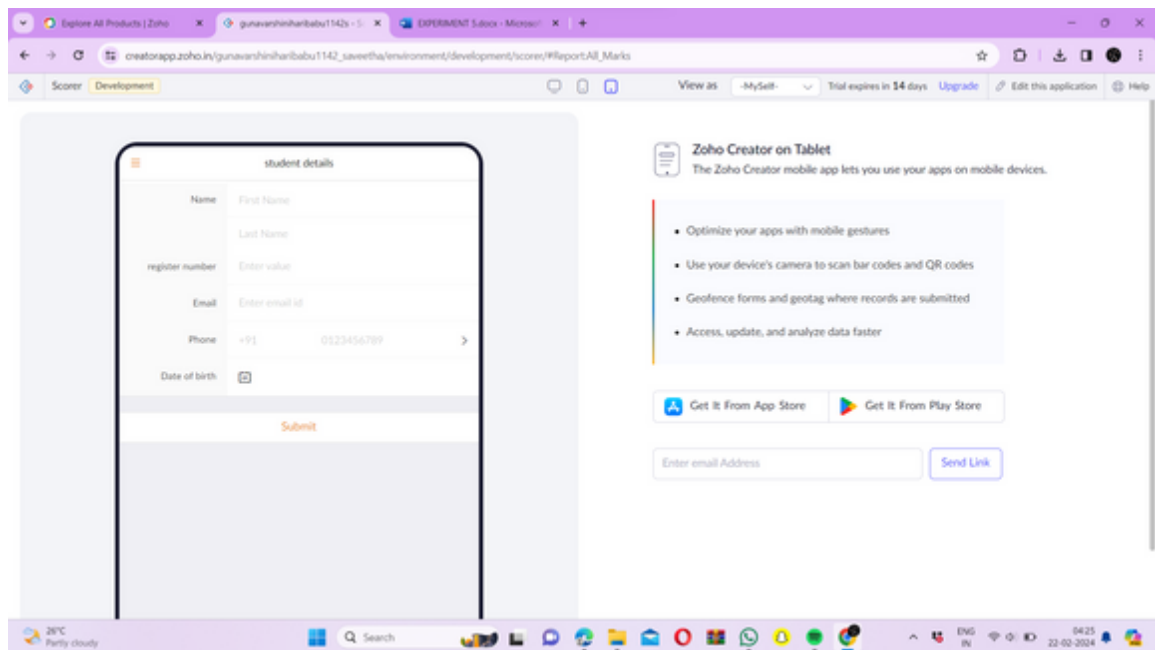 Explore All Products | Zoho
gunavarshiniharibabu1142s - S
EXPERIMENT 5.docx - Microsof
creatorapp.zoho.in/gunavarshiniharibabu1142_saveetha/environment/development/scorer/#Report:All_Marks
Scorer Development View as -MySelf- Trial expires in 14 days Upgrade Edit this application Help
student details
Name First Name
Last Name
register number Enter value
Email Enter email id
Phone +91 0123456789
Date of birth
Submit
Zoho Creator on Tablet
The Zoho Creator mobile app lets you use your apps on mobile devices.
Optimize your apps with mobile gestures
Use your device's camera to scan bar codes and QR codes
Geofence forms and geotag where records are submitted
Access, update, and analyze data faster
Get It From App Store Get It From Play Store
Enter email Address Send Link
26°C
Partly cloudy
Search
ENG
IN
04:25
22-02-2024